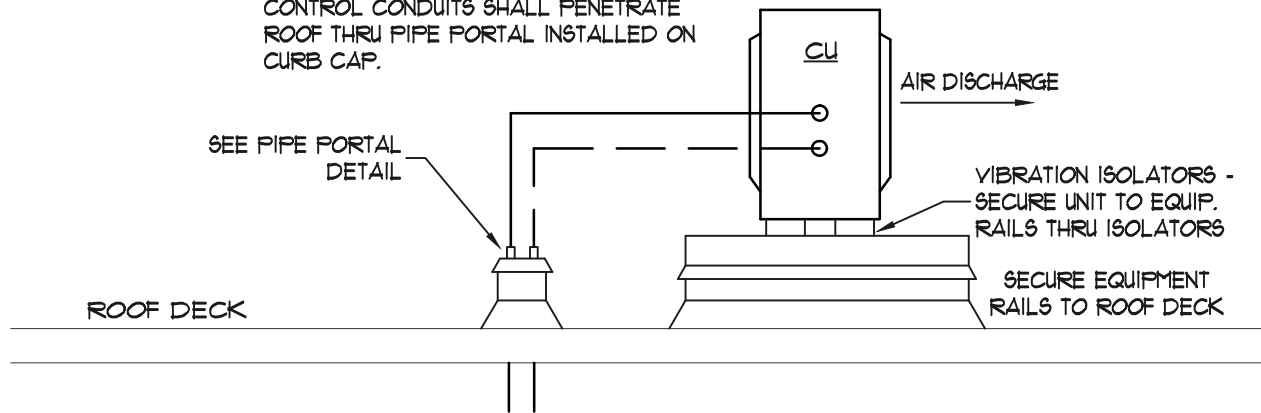 CONTROL CONDUITS SHALL PENETRATE
ROOF THRU PIPE PORTAL INSTALLED ON
CURB CAP.
CU
AIR DISCHARGE
SEE PIPE PORTAL
DETAIL
VIBRATION ISOLATORS -
SECURE UNIT TO EQUIP.
RAILS THRU ISOLATORS
SECURE EQUIPMENT
RAILS TO ROOF DECK
ROOF DECK